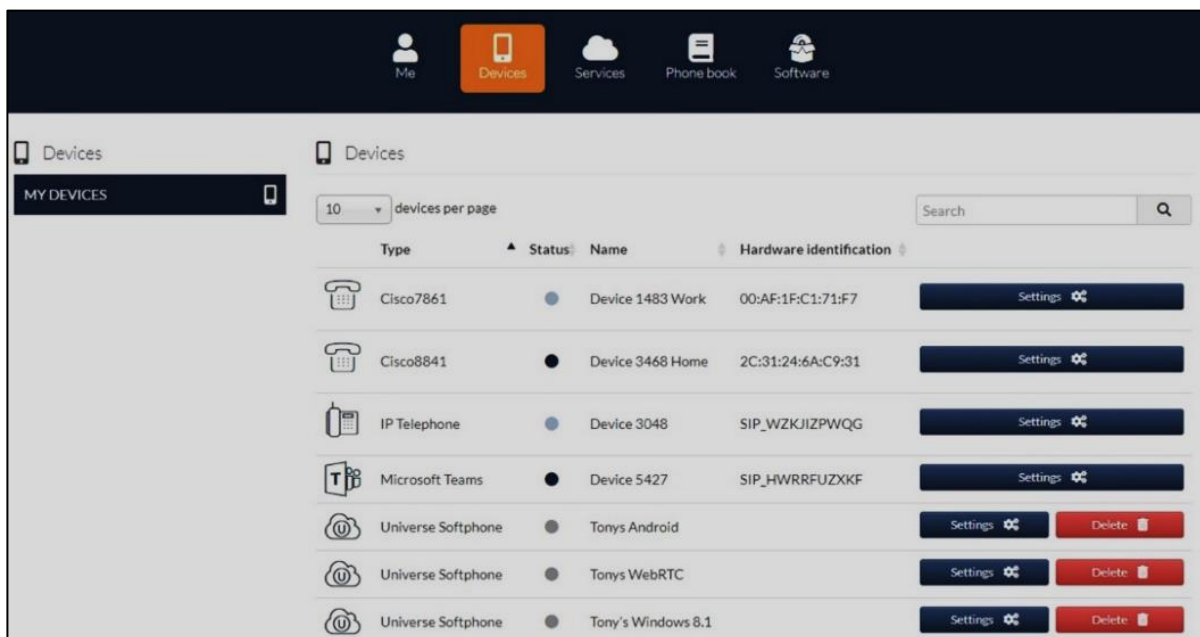 Me Devices Services Phone book Software
Devices
MY DEVICES
Devices
10 devices per page
Search
Type Status Name Hardware identification
Cisco7861 Device 1483 Work 00:AF:1F:C1:71:F7 Settings
Cisco8841 Device 3468 Home 2C:31:24:6A:C9:31 Settings
IP Telephone Device 3048 SIP_WZKJIZPWQG Settings
T Microsoft Teams Device 5427 SIP_HWRRFUZXKF Settings
U Universe Softphone Tonys Android Settings Delete
U Universe Softphone Tonys WebRTC Settings Delete
U Universe Softphone Tony's Windows 8.1 Settings Delete